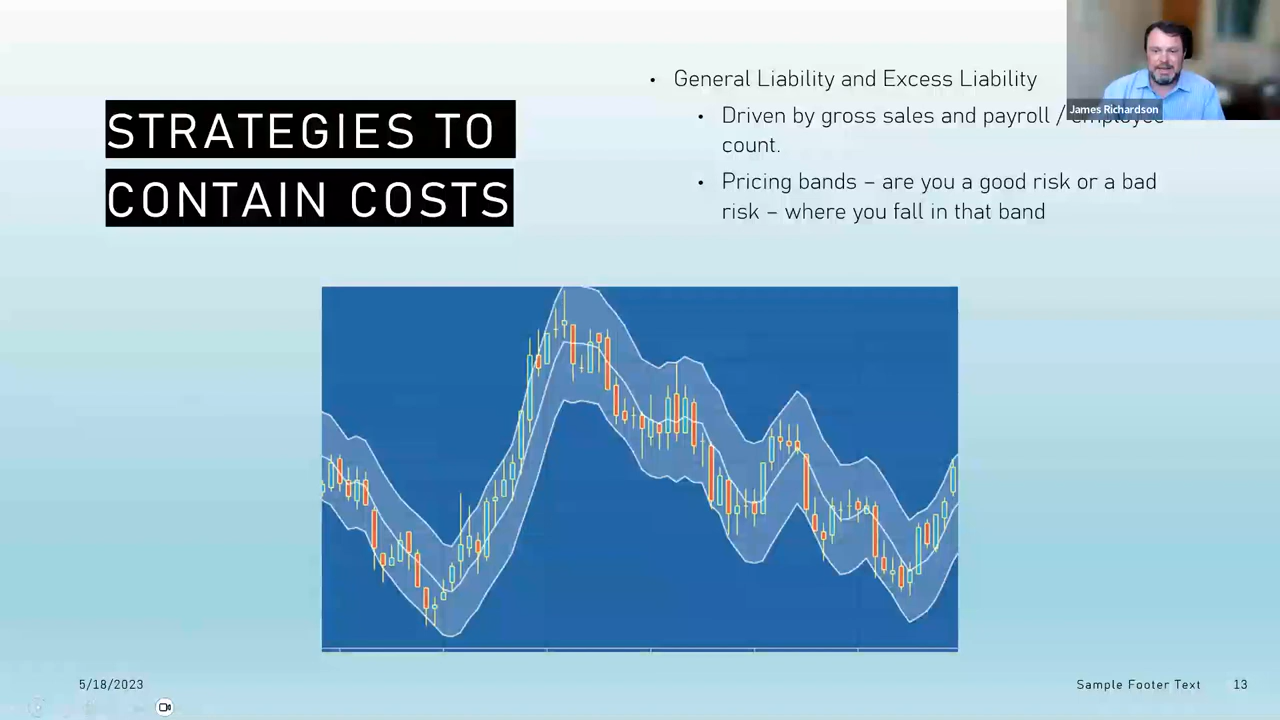 STRATEGIES TO
CONTAIN COSTS
• General Liability and Excess Liability
• Driven by gross sales and payroll / employee
count.
• Pricing bands – are you a good risk or a bad
risk – where you fall in that band
James Richardson
5/18/2023
Sample Footer Text
13